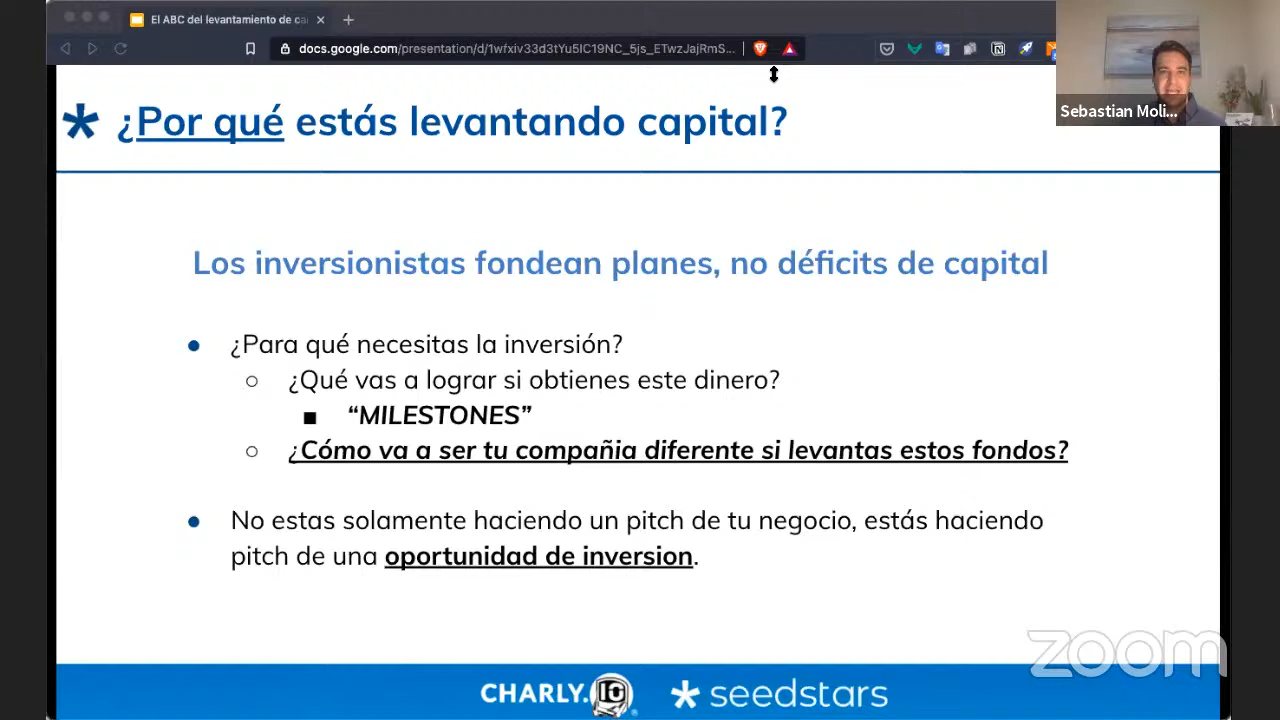 El ABC del levantamiento de ca
docs.google.com/presentation/d/1wfxiv33d3tYu5IC19NC_5js_ETwzJajRmS...
Sebastian Moli...
* ¿Por qué estás levantando capital?
Los inversionistas fondean planes, no déficits de capital
● ¿Para qué necesitas la inversión?
○ ¿Qué vas a lograr si obtienes este dinero?
■ “MILESTONES”
○ ¿Cómo va a ser tu compañia diferente si levantas estos fondos?
● No estas solamente haciendo un pitch de tu negocio, estás haciendo
pitch de una oportunidad de inversion.
zoom
CHARLY.IO
* seedstars